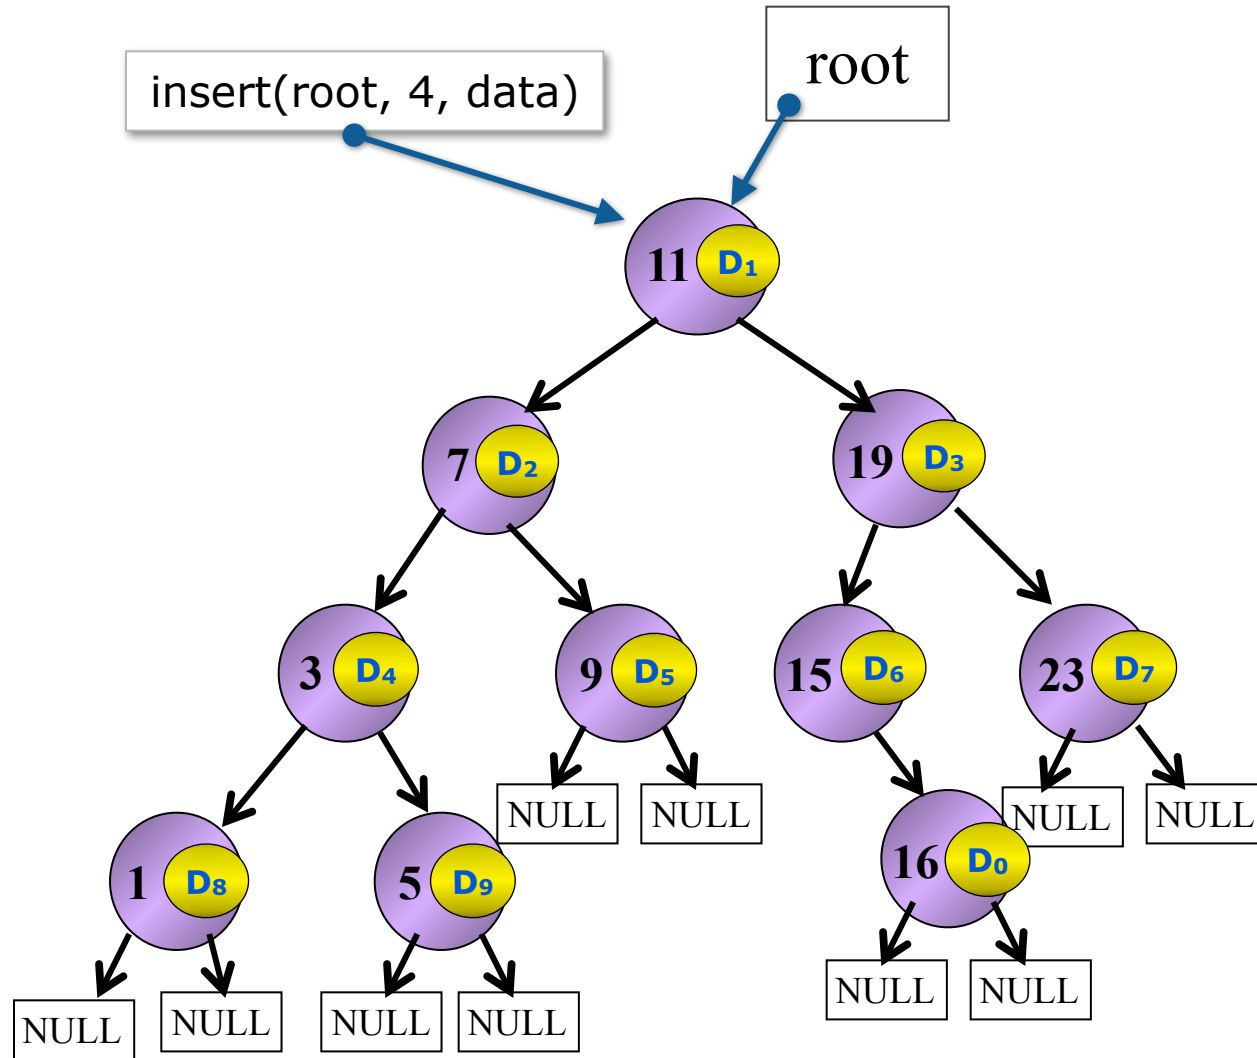 root
insert(root, 4, data)
11 D₁
7 D₂
19 D₃
3 D₄
9 D₅
15 D₆
23 D₇
NULL
NULL
NULL
NULL
1 D₈
5 D₉
16 D₀
NULL
NULL
NULL
NULL
NULL
NULL